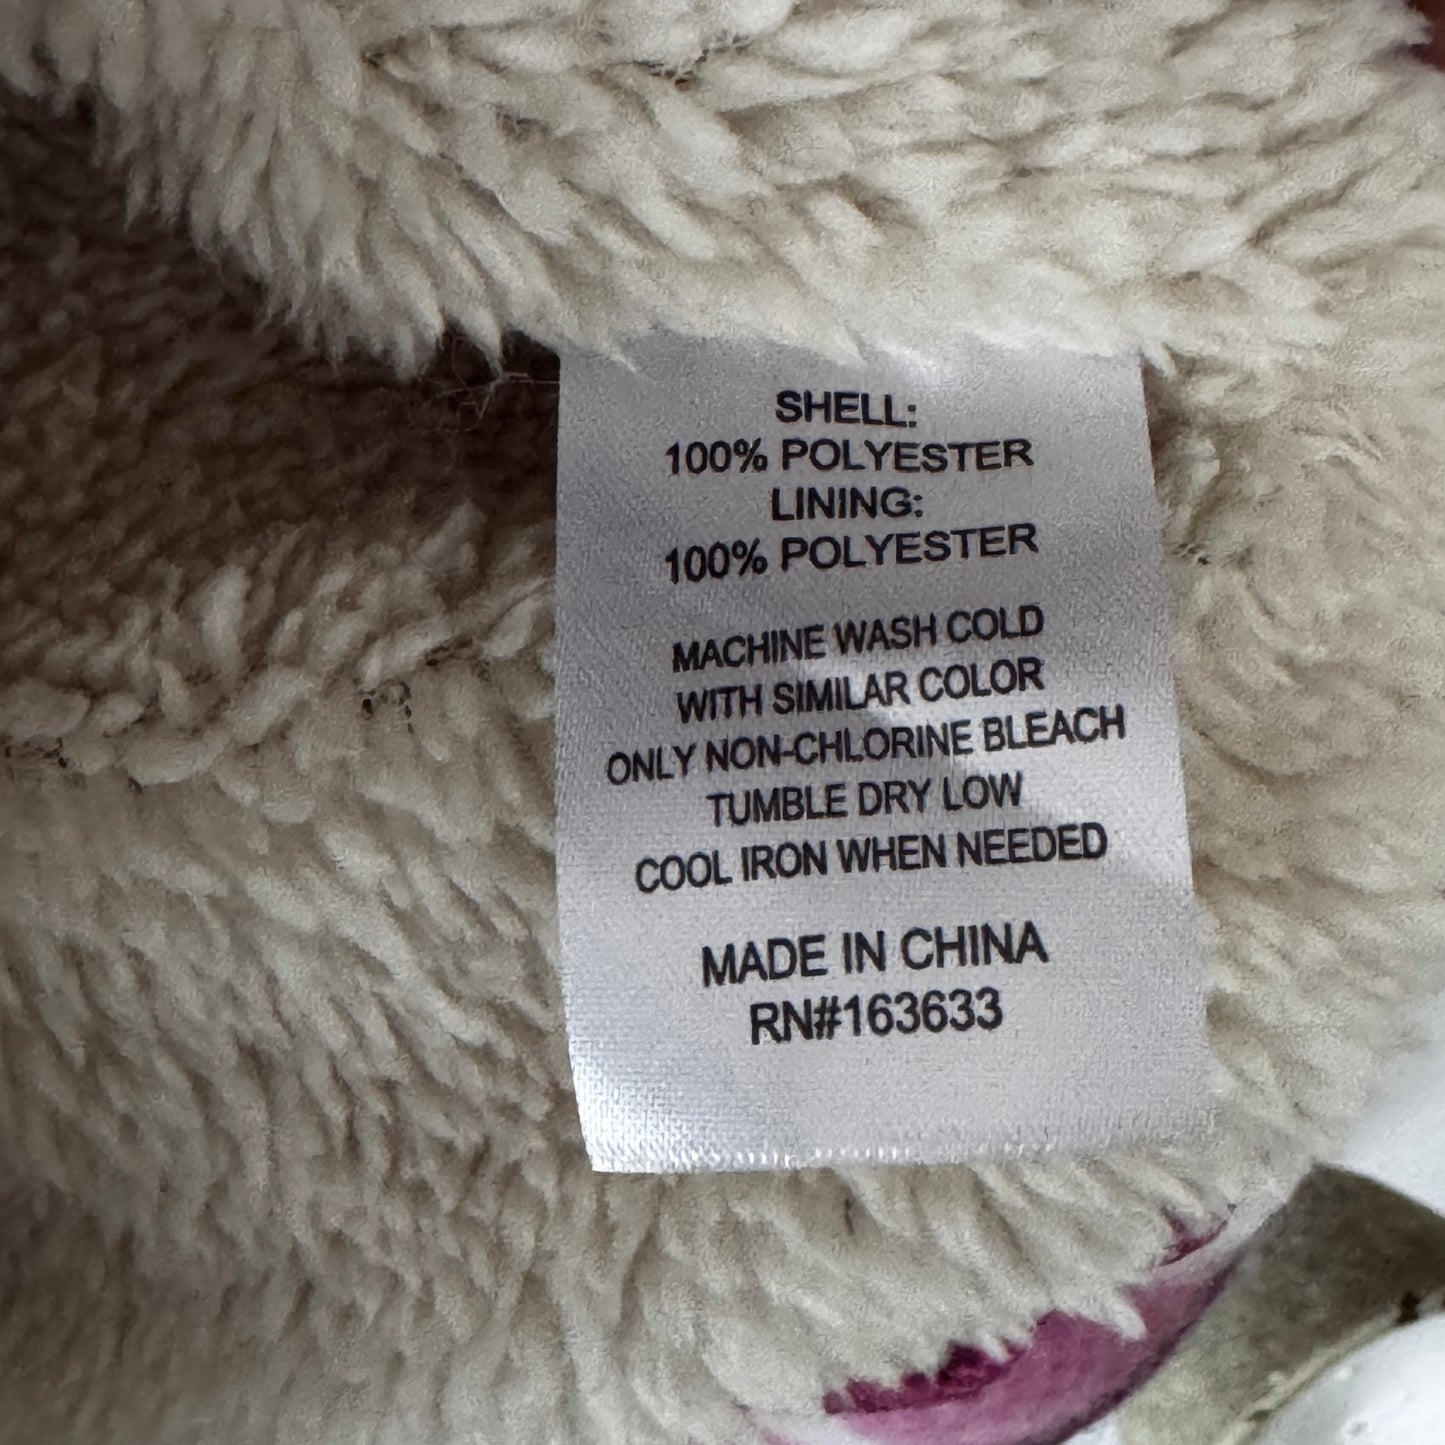 SHELL:
100% POLYESTER
LINING:
100% POLYESTER
MACHINE WASH COLD
WITH SIMILAR COLOR
ONLY NON-CHLORINE BLEACH
TUMBLE DRY LOW
COOL IRON WHEN NEEDED
MADE IN CHINA
RN#163633